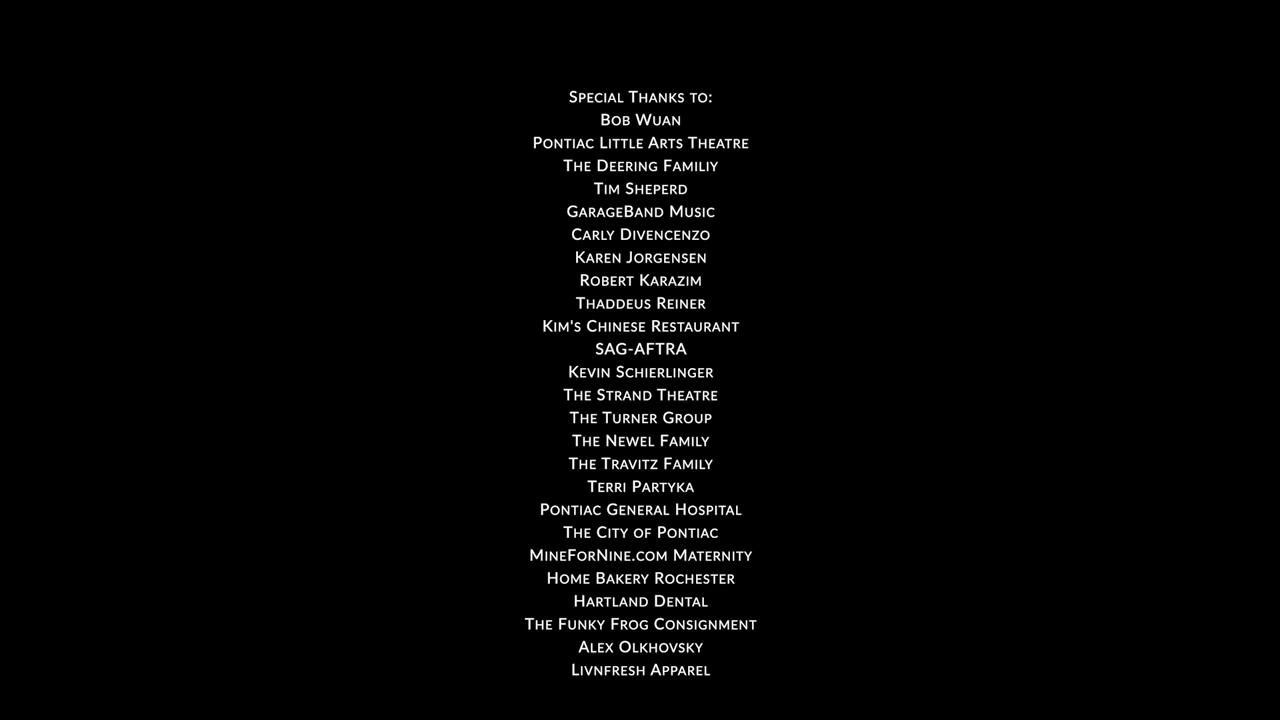 Special Thanks to:
Bob Wuan
Pontiac Little Arts Theatre
The Deering Familiy
Tim Sheperd
GarageBand Music
Carly Divencenzo
Karen Jorgensen
Robert Karazim
Thaddeus Reiner
Kim's Chinese Restaurant
SAG-AFTRA
Kevin Schierlinger
The Strand Theatre
The Turner Group
The Newel Family
The Travitz Family
Terri Partyka
Pontiac General Hospital
The City of Pontiac
MineForNine.com Maternity
Home Bakery Rochester
Hartland Dental
The Funky Frog Consignment
Alex Olkhovsky
Livnfresh Apparel